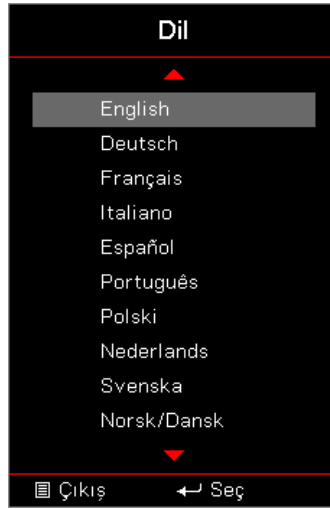 Dil
English
Deutsch
Français
Italiano
Español
Português
Polski
Nederlands
Svenska
Norsk/Dansk
Çıkış Seç